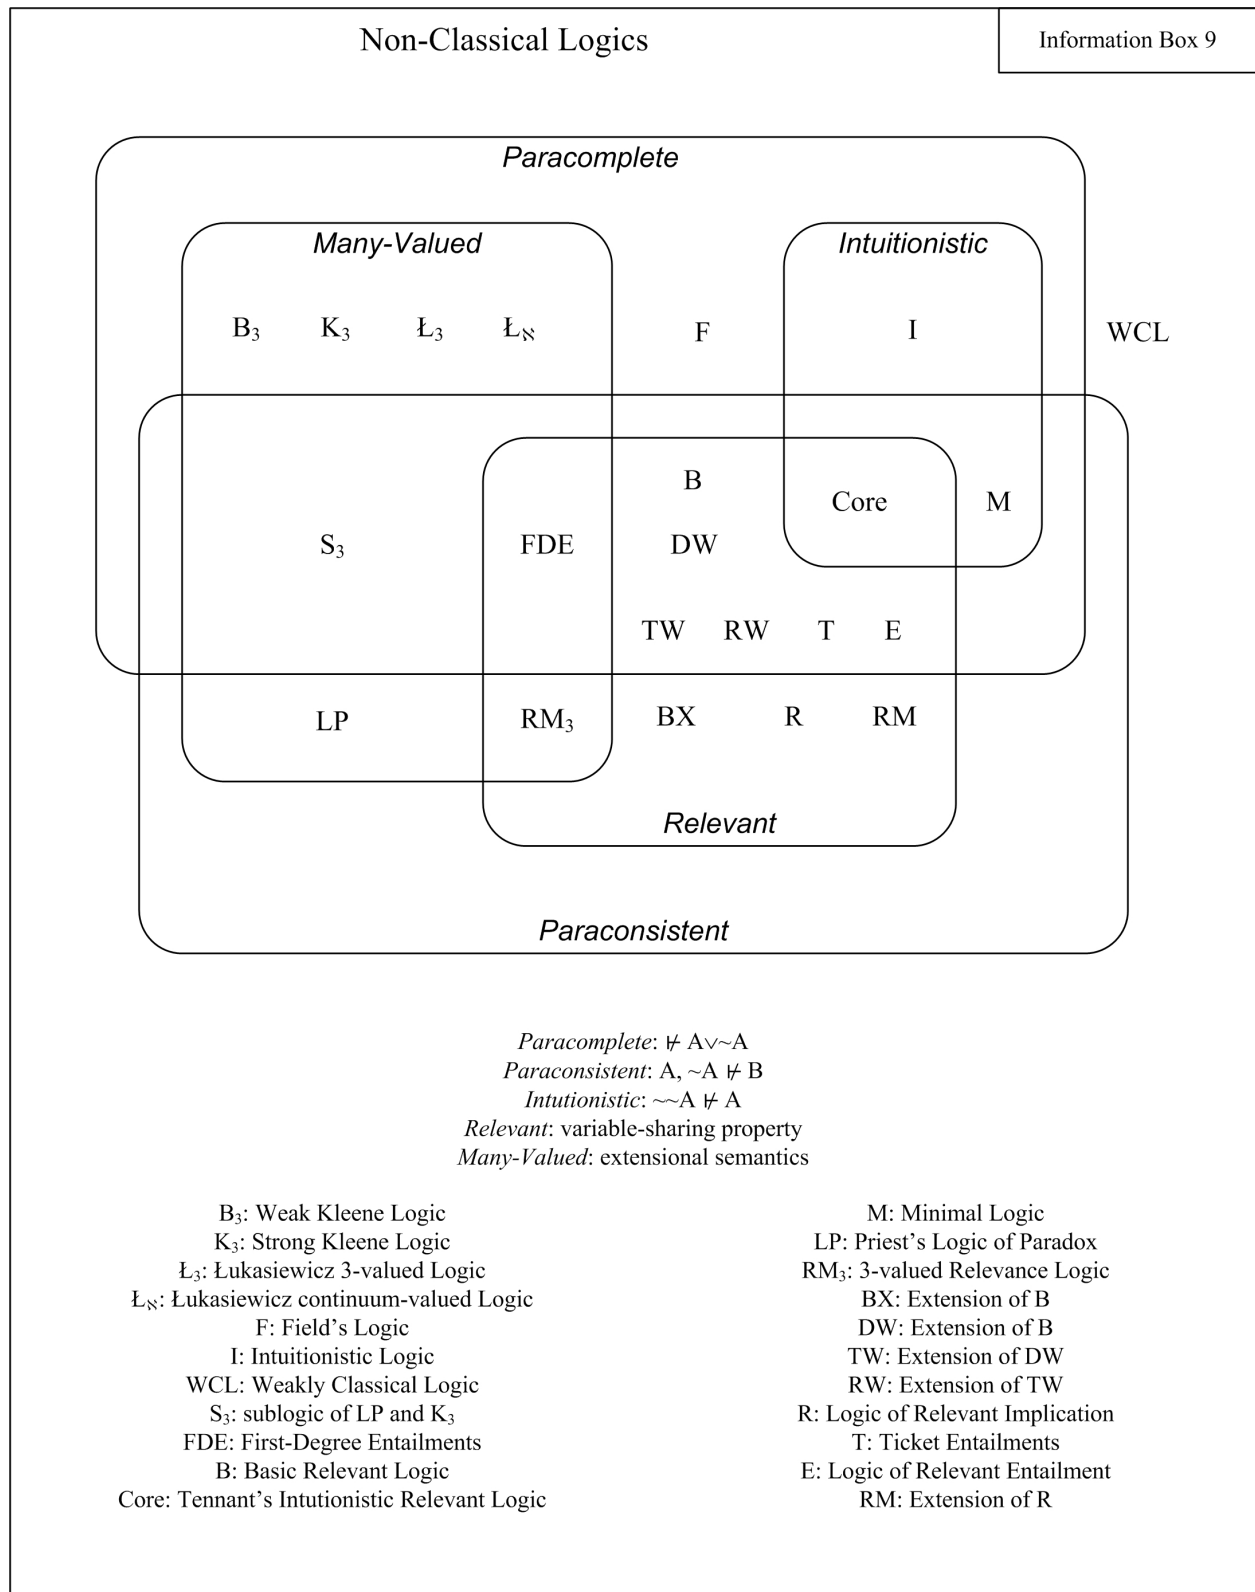 Non-Classical Logics
Information Box 9
Paracomplete
Many-Valued
Intuitionistic
B₃ K₃ Ł₃ Łℵ F I WCL
B
Core M
S₃ FDE DW
TW RW T E
LP RM₃ BX R RM
Relevant
Paraconsistent
Paracomplete: ⊬ A∨~A
Paraconsistent: A, ~A ⊬ B
Intutionistic: ~~A ⊬ A
Relevant: variable-sharing property
Many-Valued: extensional semantics
B₃: Weak Kleene Logic
K₃: Strong Kleene Logic
Ł₃: Łukasiewicz 3-valued Logic
Łℵ: Łukasiewicz continuum-valued Logic
F: Field's Logic
I: Intuitionistic Logic
WCL: Weakly Classical Logic
S₃: sublogic of LP and K₃
FDE: First-Degree Entailments
B: Basic Relevant Logic
Core: Tennant's Intutionistic Relevant Logic
M: Minimal Logic
LP: Priest's Logic of Paradox
RM₃: 3-valued Relevance Logic
BX: Extension of B
DW: Extension of B
TW: Extension of DW
RW: Extension of TW
R: Logic of Relevant Implication
T: Ticket Entailments
E: Logic of Relevant Entailment
RM: Extension of R